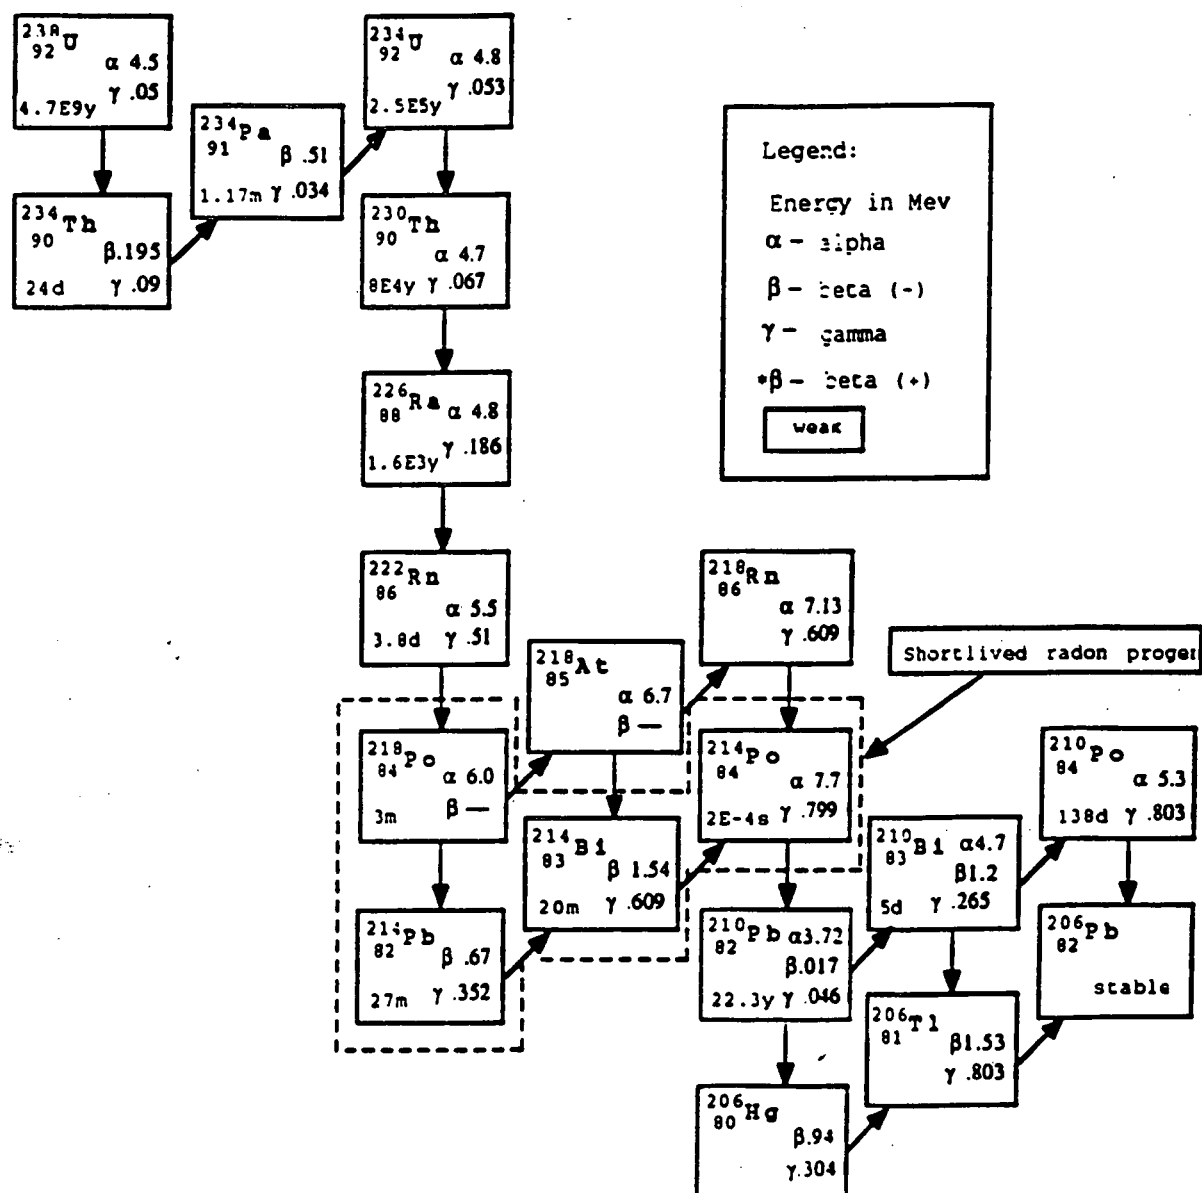 238 U
92
α 4.5
γ .05
4.7E9y
234 Th
90
β.195
24d γ .09
234 Pa
91
β .51
1.17m γ .034
234 U
92
α 4.8
γ .053
2.5E5y
230 Th
90
α 4.7
8E4y γ .067
226 Ra
88
α 4.8
γ .186
1.6E3y
222 Rn
86
α 5.5
3.8d γ .51
218 Po
84
α 6.0
3m β —
214 Pb
82
β .67
27m γ .352
218 At
85
α 6.7
β —
214 Bi
83
β 1.54
20m γ .609
218 Rn
86
α 7.13
γ .609
214 Po
84
α 7.7
2E-4s γ .799
210 Pb
82
α3.72
β.017
22.3y γ .046
206 Hg
80
β.94
γ.304
210 Bi
83
α4.7
β1.2
5d γ .265
206 Tl
81
β1.53
γ .803
210 Po
84
α 5.3
138d γ .803
206 Pb
82
stable
Shortlived radon progen
Legend:
Energy in Mev
α – alpha
β – beta (-)
γ – gamma
*β – beta (+)
weak